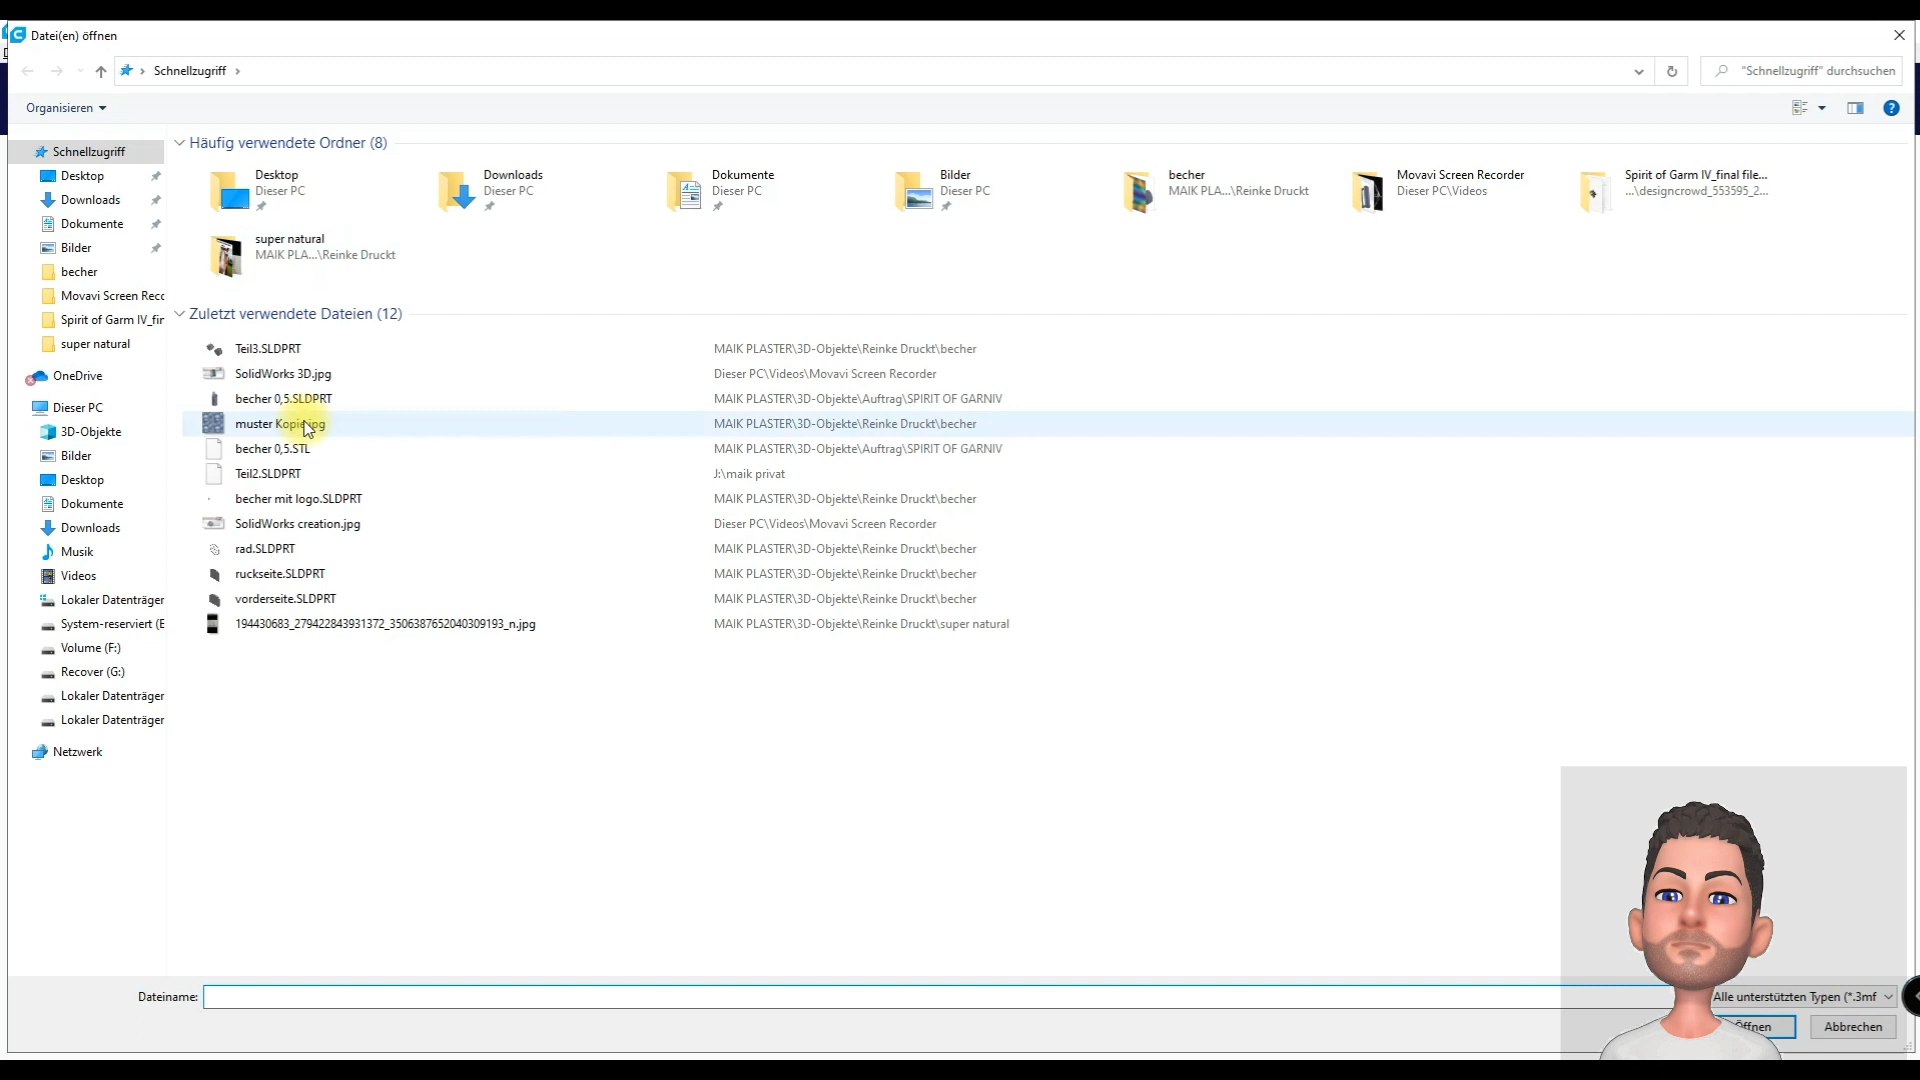 Datei(en) öffnen
Schnellzugriff
"Schnellzugriff" durchsuchen
Organisieren
Schnellzugriff
Desktop
Downloads
Dokumente
Bilder
becher
Movavi Screen Recc
Spirit of Garm IV_fir
super natural
OneDrive
Dieser PC
3D-Objekte
Bilder
Desktop
Dokumente
Downloads
Musik
Videos
Lokaler Datenträger
System-reserviert (E
Volume (F:)
Recover (G:)
Lokaler Datenträger
Lokaler Datenträger
Netzwerk
Häufig verwendete Ordner (8)
Desktop
Dieser PC
Downloads
Dieser PC
Dokumente
Dieser PC
Bilder
Dieser PC
becher
MAIK PLA...\Reinke Druckt
Movavi Screen Recorder
Dieser PC\Videos
Spirit of Garm IV_final file...
...\designcrowd_553595_2...
super natural
MAIK PLA...\Reinke Druckt
Zuletzt verwendete Dateien (12)
Teil3.SLDPRT MAIK PLASTER\3D-Objekte\Reinke Druckt\becher
SolidWorks 3D.jpg Dieser PC\Videos\Movavi Screen Recorder
becher 0,5.SLDPRT MAIK PLASTER\3D-Objekte\Auftrag\SPIRIT OF GARNIV
muster Kopie.jpg MAIK PLASTER\3D-Objekte\Reinke Druckt\becher
becher 0,5.STL MAIK PLASTER\3D-Objekte\Auftrag\SPIRIT OF GARNIV
Teil2.SLDPRT J:\maik privat
becher mit logo.SLDPRT MAIK PLASTER\3D-Objekte\Reinke Druckt\becher
SolidWorks creation.jpg Dieser PC\Videos\Movavi Screen Recorder
rad.SLDPRT MAIK PLASTER\3D-Objekte\Reinke Druckt\becher
ruckseite.SLDPRT MAIK PLASTER\3D-Objekte\Reinke Druckt\becher
vorderseite.SLDPRT MAIK PLASTER\3D-Objekte\Reinke Druckt\becher
194430683_279422843931372_3506387652040309193_n.jpg MAIK PLASTER\3D-Objekte\Reinke Druckt\super natural
Dateiname:
Alle unterstützten Typen (*.3mf
Öffnen
Abbrechen